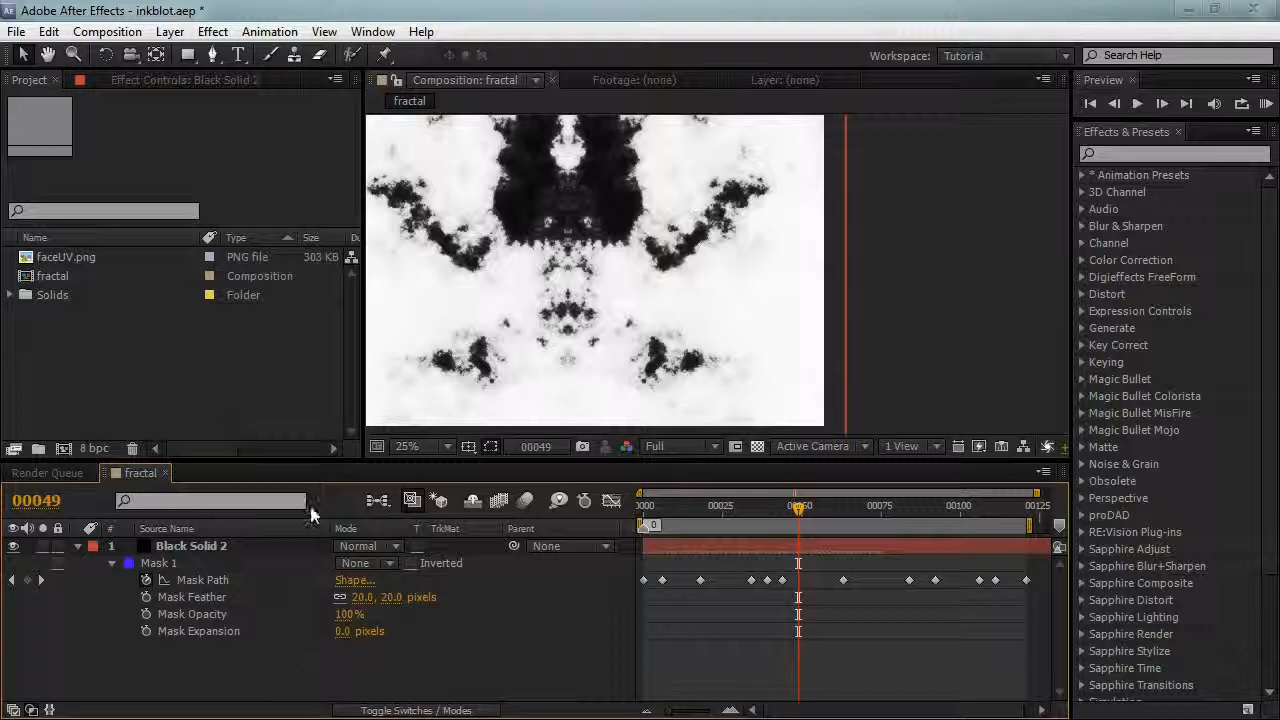 Adobe After Effects - inkblot.aep *
File Edit Composition Layer Effect Animation View Window Help
Workspace: Tutorial Search Help
Project × Effect Controls: Black Solid 2
Composition: fractal × Footage: (none) Layer: (none)
fractal
Preview ×
Effects & Presets ×
* Animation Presets
3D Channel
Audio
Blur & Sharpen
Channel
Color Correction
Digieffects FreeForm
Distort
Expression Controls
Generate
Key Correct
Keying
Magic Bullet
Magic Bullet Colorista
Magic Bullet MisFire
Magic Bullet Mojo
Matte
Noise & Grain
Obsolete
Perspective
proDAD
RE:Vision Plug-ins
Sapphire Adjust
Sapphire Blur+Sharpen
Sapphire Composite
Sapphire Distort
Sapphire Lighting
Sapphire Render
Sapphire Stylize
Sapphire Time
Sapphire Transitions
Name Type Size Du
faceUV.png PNG file 303 KB
fractal Composition
Solids Folder
8 bpc
25% 00049 Full Active Camera 1 View
Render Queue fractal ×
00049
0000 00025 00050 00075 00100 00125
0
# Source Name Mode T TrkMat Parent
1 Black Solid 2 Normal None
Mask 1 None Inverted
Mask Path Shape...
Mask Feather 20.0, 20.0 pixels
Mask Opacity 100%
Mask Expansion 0.0 pixels
Toggle Switches / Modes